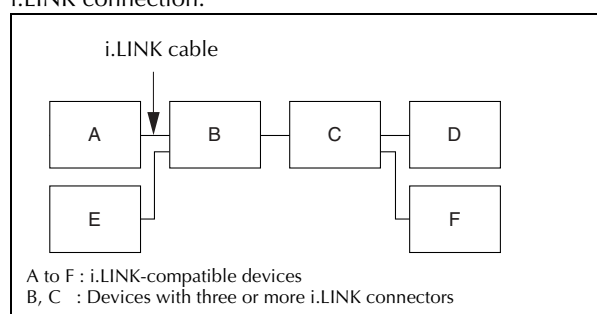 i.LINK connection.
i.LINK cable
A
B
C
D
E
F
A to F : i.LINK-compatible devices
B, C : Devices with three or more i.LINK connectors